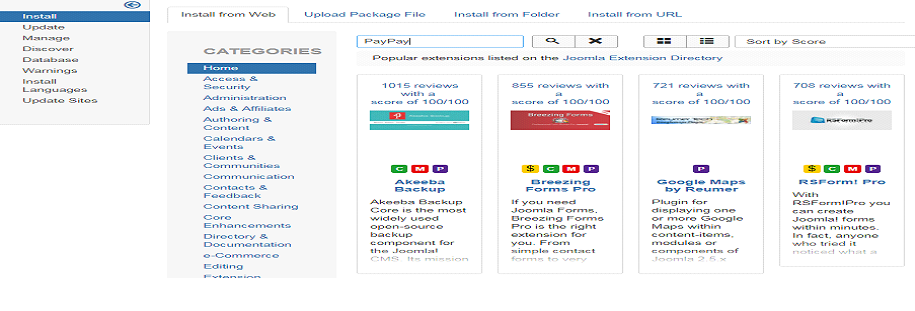 Install
Update
Manage
Discover
Database
Warnings
Install
Languages
Update Sites
Install from Web
Upload Package File
Install from Folder
Install from URL
CATEGORIES
Home
Access &
Security
Administration
Ads & Affiliates
Authoring &
Content
Calendars &
Events
Clients &
Communities
Communication
Contacts &
Feedback
Content Sharing
Core
Enhancements
Directory &
Documentation
e-Commerce
Editing
Extension
PayPay
Sort by Score
Popular extensions listed on the Joomla Extension Directory
1015 reviews
with a
score of 100/100
Akeeba Backup
C M P
Akeeba
Backup
Akeeba Backup
Core is the most
widely used
open-source
backup
component for
the Joomla!
CMS. Its mission
855 reviews with
a
score of 100/100
Breezing Forms
$ C M P
Breezing
Forms Pro
If you need
Joomla Forms,
Breezing Forms
Pro is the right
extension for
you. From
simple contact
forms to very
721 reviews with
a
score of 100/100
P
Google Maps
by Reumer
Plugin for
displaying one
or more Google
Maps within
content-items,
modules or
components of
Joomla 2.5.x
708 reviews with
a
score of 100/100
RSForm!Pro
$ C M P
RSForm! Pro
With
RSForm!Pro you
can create
Joomla! forms
within minutes.
In fact, anyone
who tried it
noticed what a